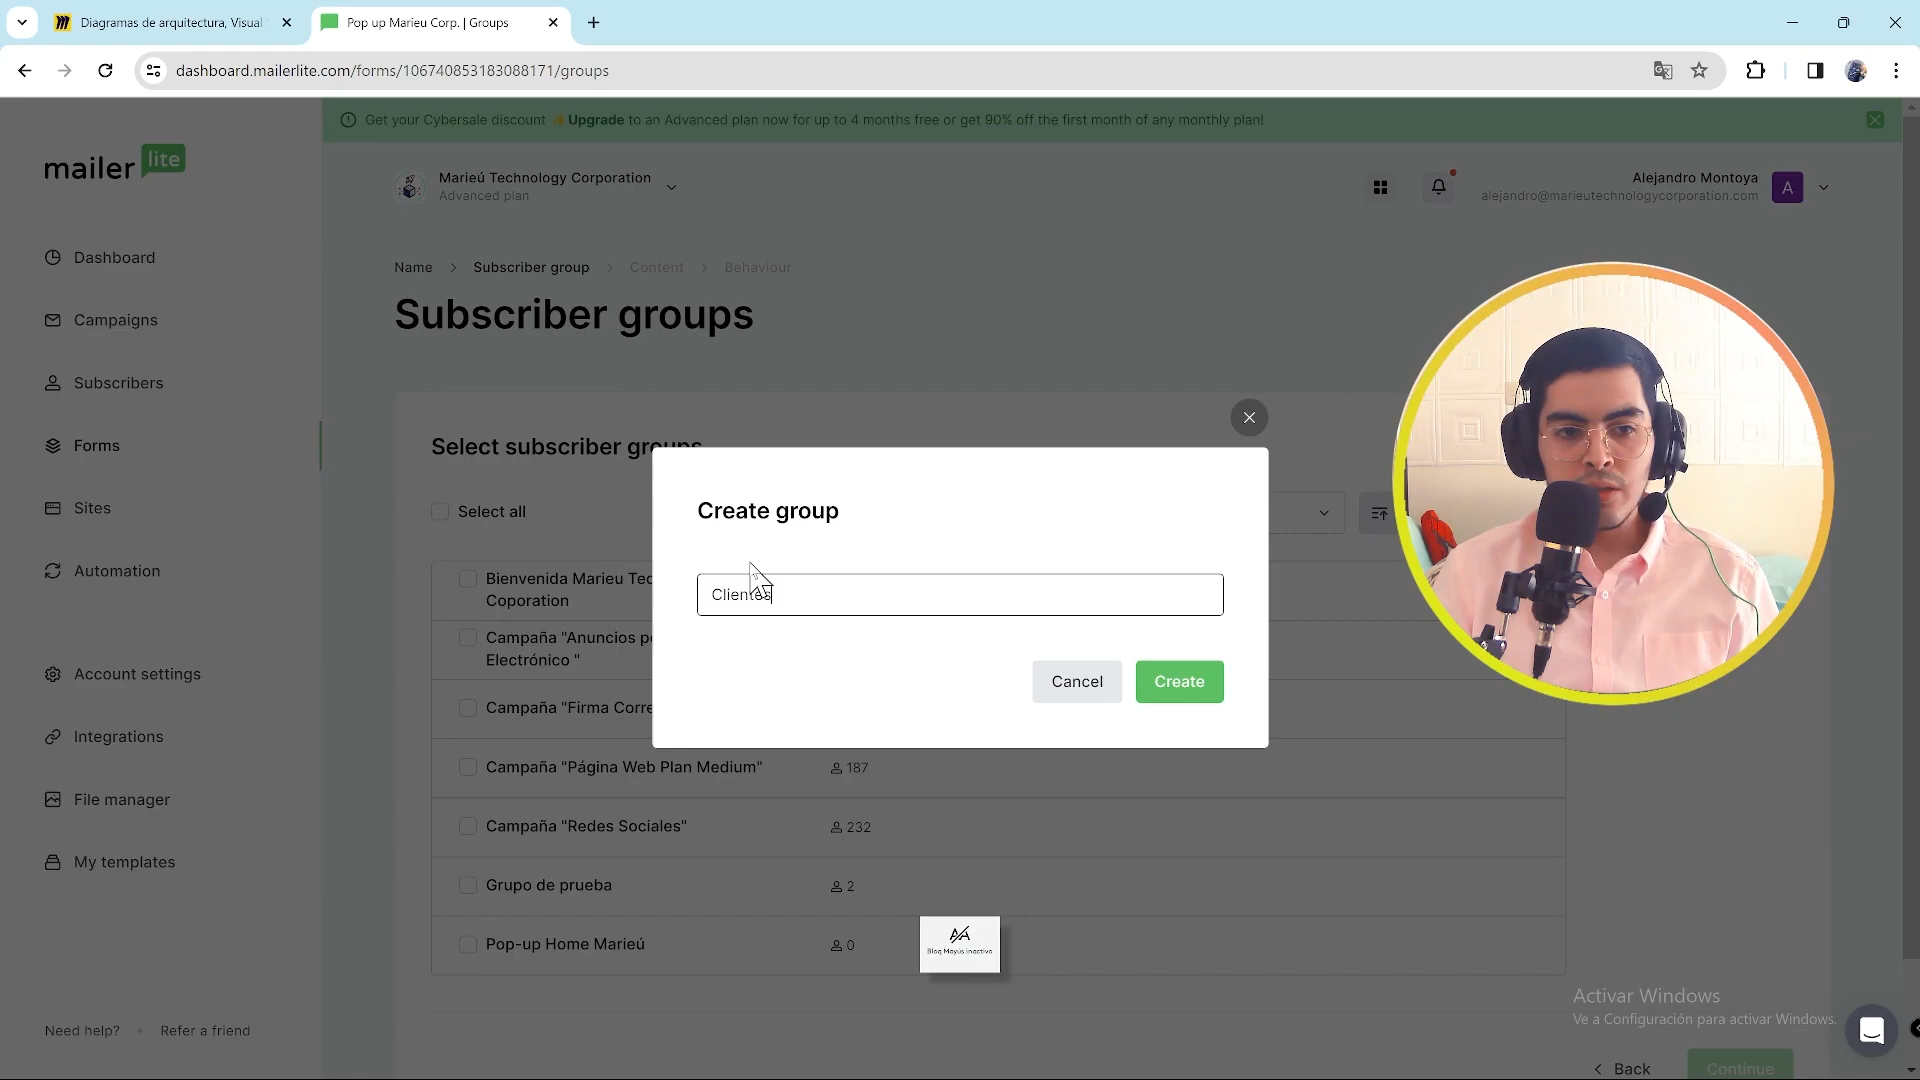 Diagramas de arquitectura, Visual
Pop up Marieu Corp. | Groups
dashboard.mailerlite.com/forms/106740853183088171/groups
Get your Cybersale discount ✨Upgrade to an Advanced plan now for up to 4 months free or get 90% off the first month of any monthly plan!
mailer lite
Marieú Technology Corporation
Advanced plan
Alejandro Montoya
alejandro@marieutechnologycorporation.com
A
Dashboard
Campaigns
Subscribers
Forms
Sites
Automation
Account settings
Integrations
File manager
My templates
Need help? • Refer a friend
Name > Subscriber group > Content > Behaviour
Subscriber groups
Select subscriber groups
Select all
Bienvenida Marieu Tec
Coporation
Campaña "Anuncios p
Electrónico "
Campaña "Firma Corre
Campaña "Página Web Plan Medium" 187
Campaña "Redes Sociales" 232
Grupo de prueba 2
Pop-up Home Marieú 0
Create group
Clientes
Cancel
Create
Bloq Mayús inactivo
Activar Windows
Ve a Configuración para activar Windows.
Back
Continue